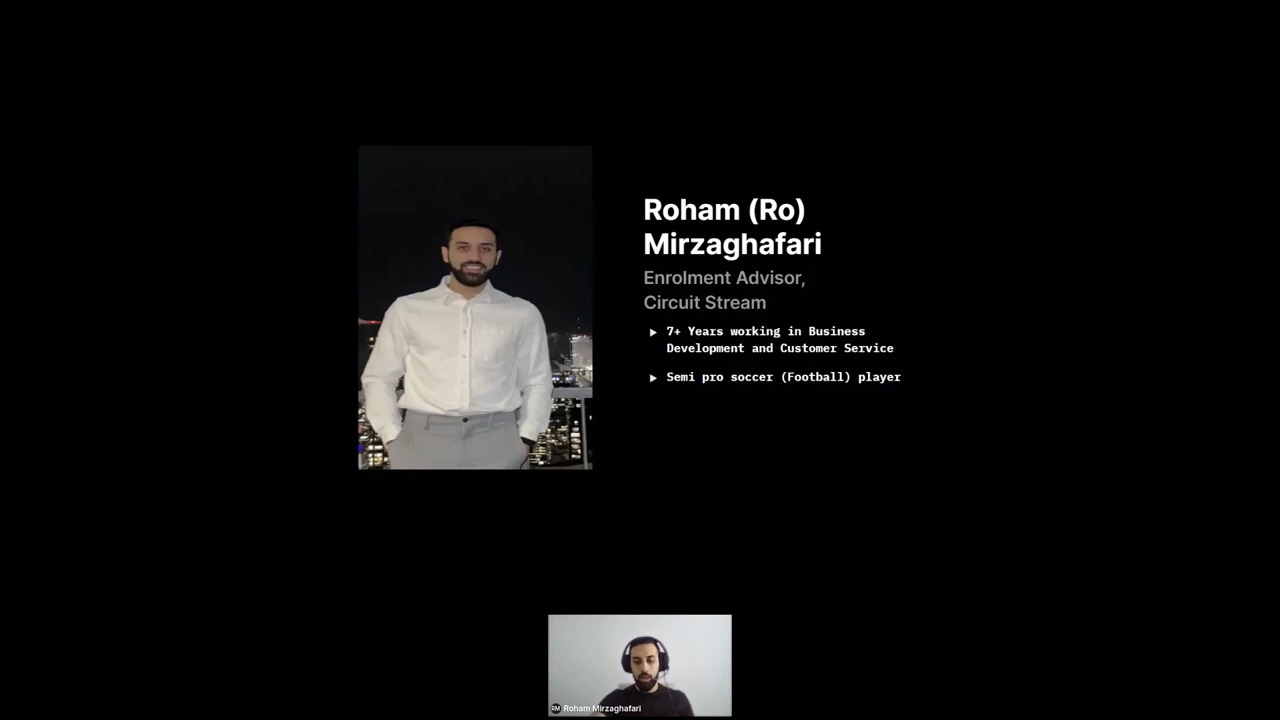 Roham (Ro)
Mirzaghafari
Enrolment Advisor,
Circuit Stream
7+ Years working in Business
Development and Customer Service
Semi pro soccer (Football) player
RM Roham Mirzaghafari